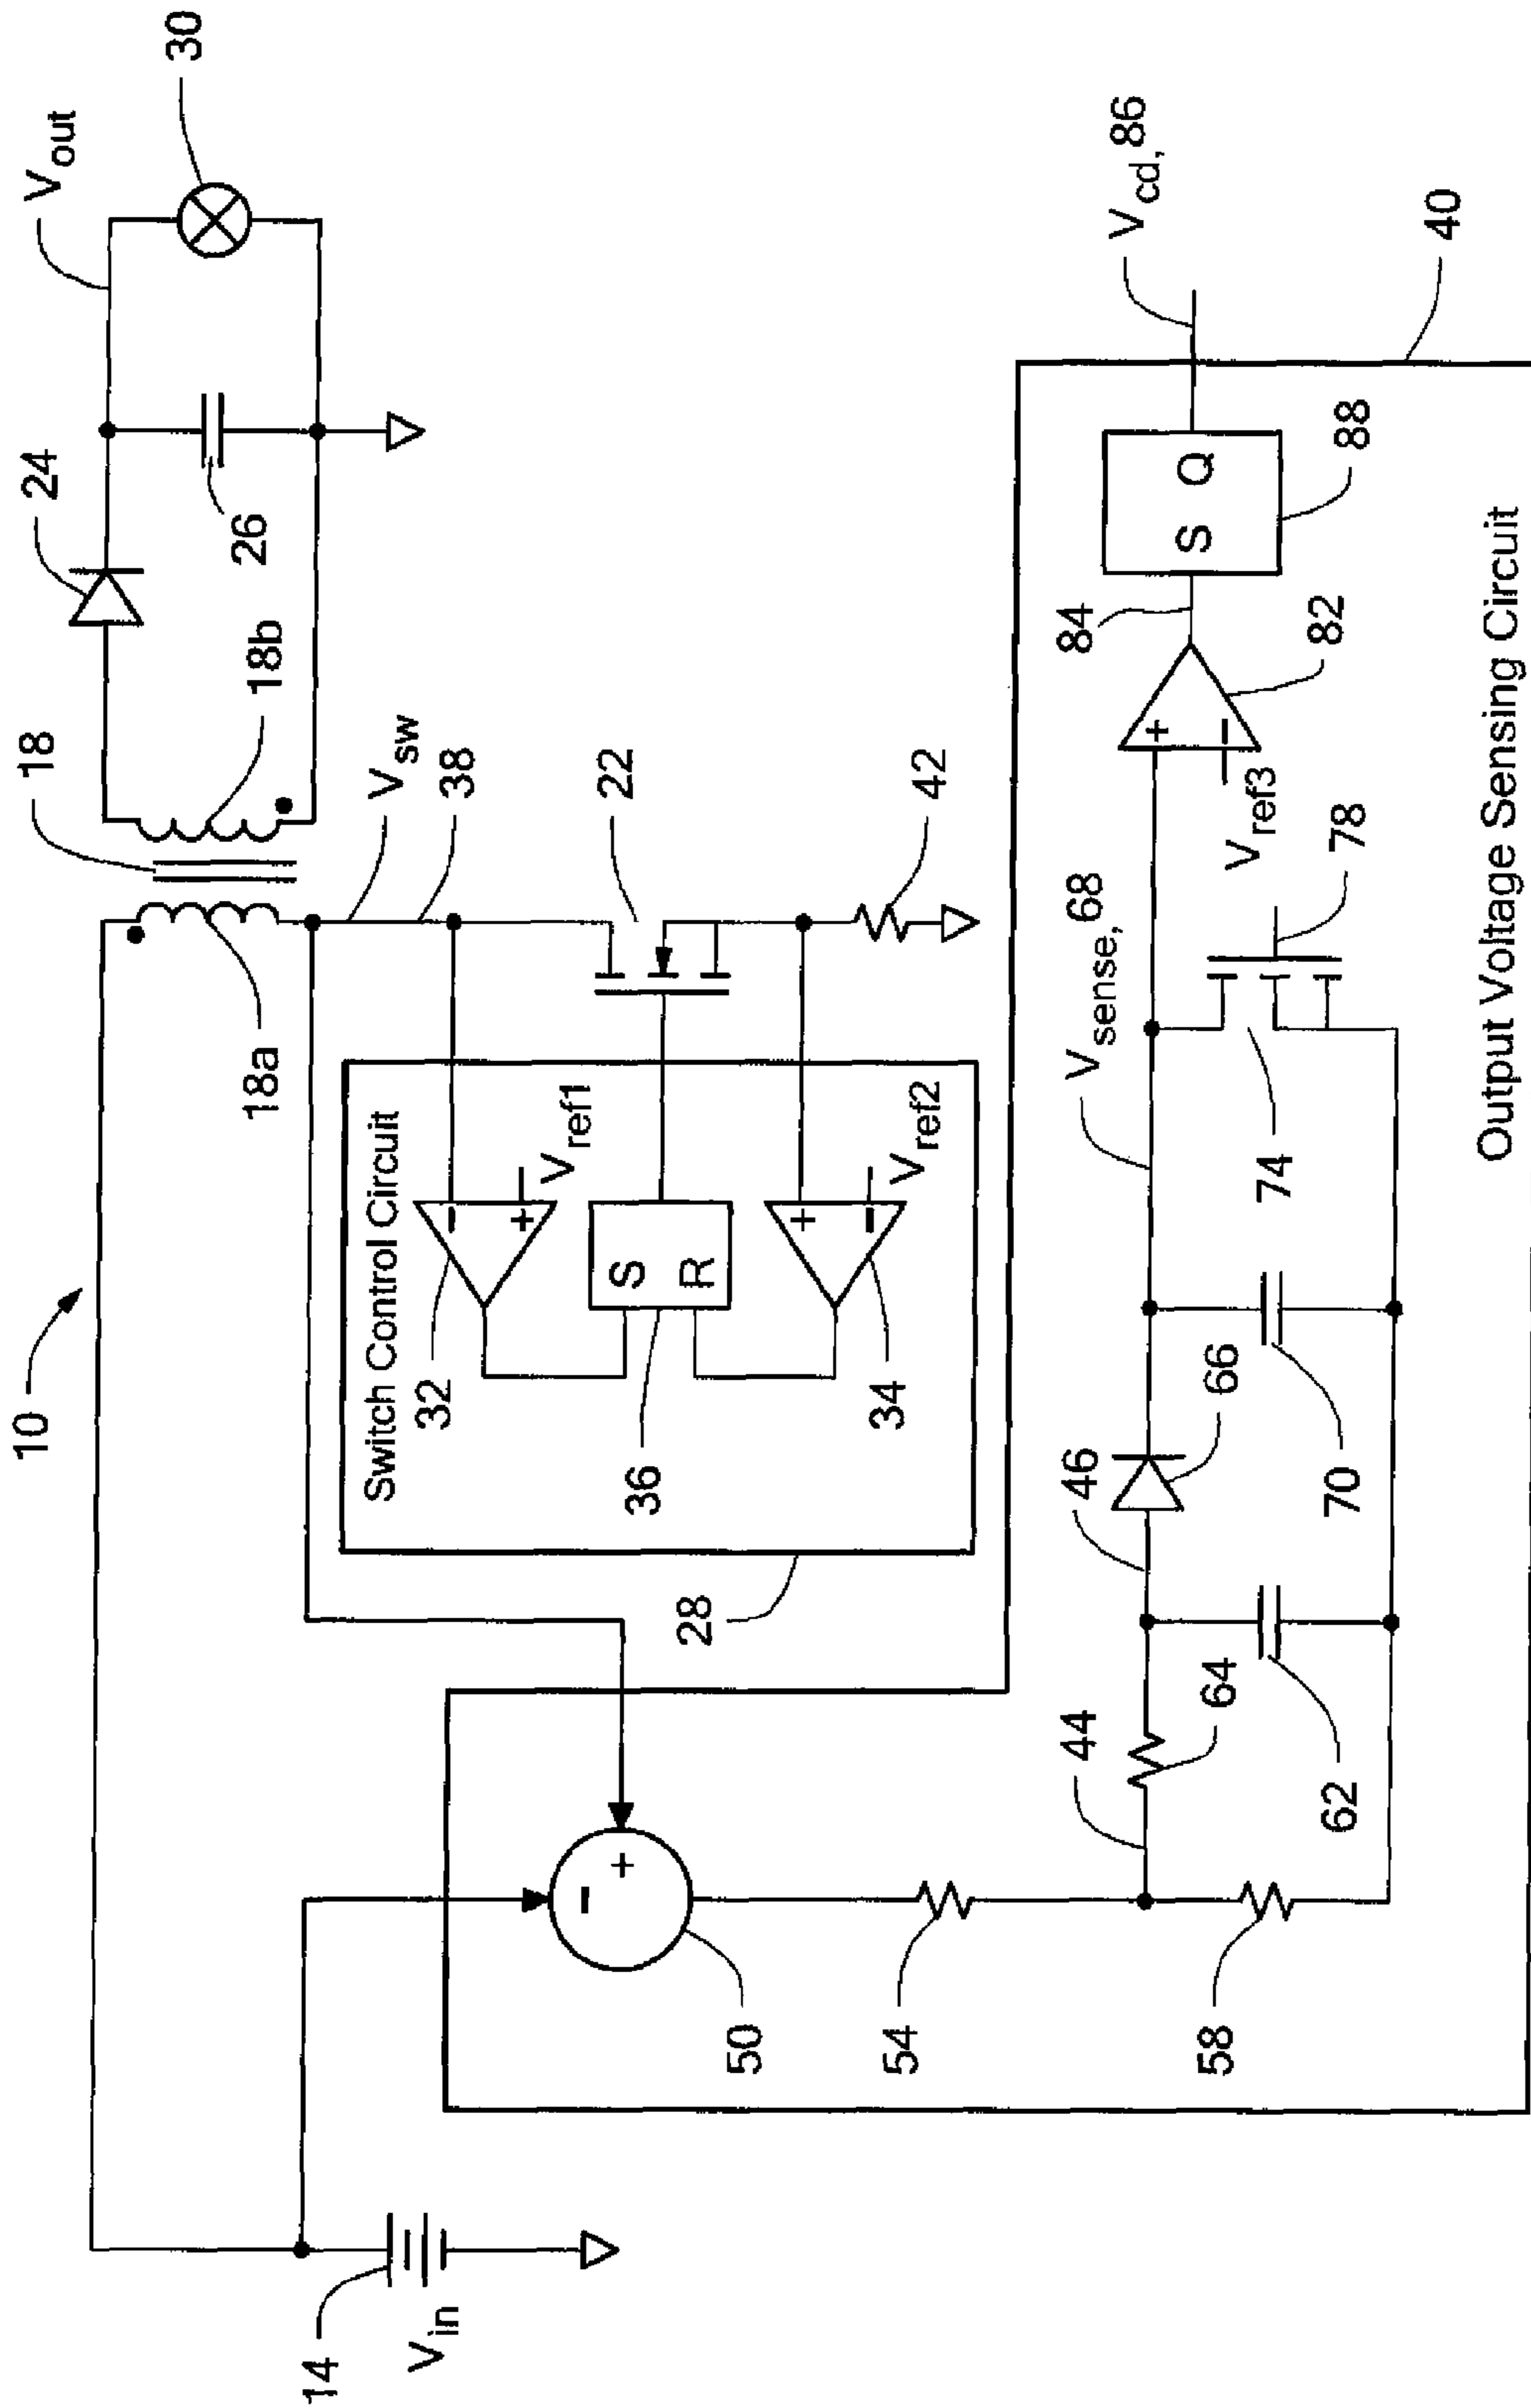 10
18
24
V_out
30
14
V_in
18a
18b
26
V_sw
38
28
Switch Control Circuit
32
V_ref1
36
S
R
34
V_ref2
22
42
50
-
+
54
58
44
64
62
46
66
70
V_sense, 68
74
78
V_ref3
82
84
S Q
88
V_cd, 86
40
Output Voltage Sensing Circuit